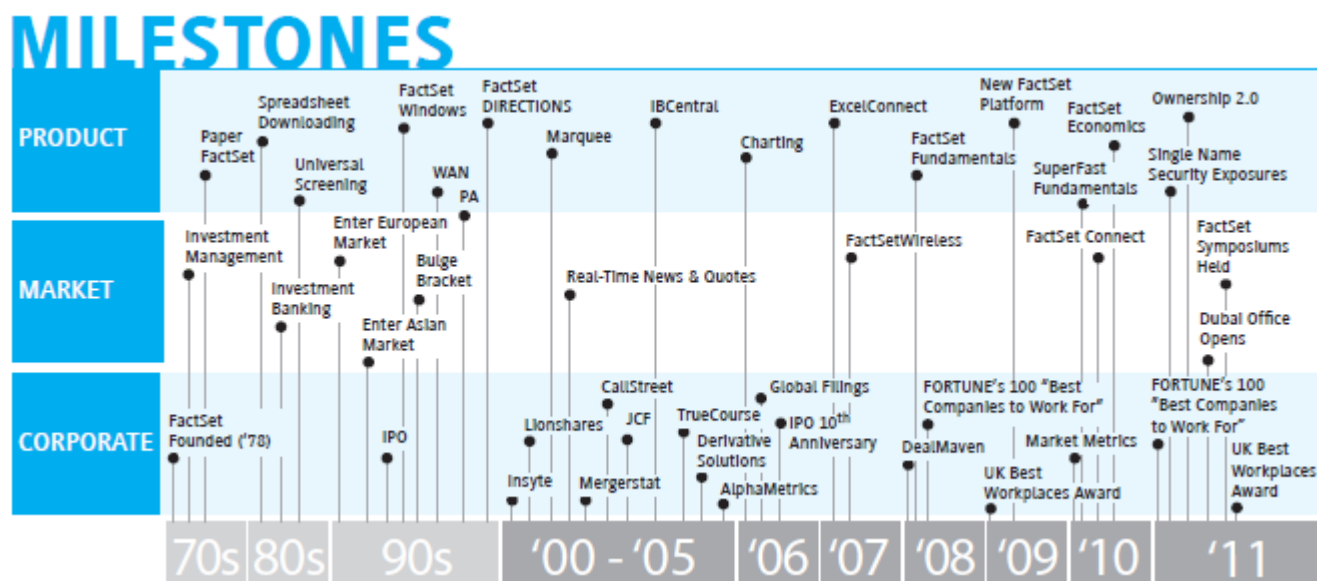 MILESTONES
PRODUCT
Paper
FactSet
Spreadsheet
Downloading
Universal
Screening
FactSet
Windows
WAN
PA
FactSet
DIRECTIONS
Marquee
IBCentral
Charting
ExcelConnect
FactSet
Fundamentals
New FactSet
Platform
SuperFast
Fundamentals
FactSet
Economics
Ownership 2.0
Single Name
Security Exposures
MARKET
Investment
Management
Investment
Banking
Enter European
Market
Enter Asian
Market
Bulge
Bracket
Real-Time News & Quotes
FactSetWireless
FactSet Connect
FactSet
Symposiums
Held
Dubai Office
Opens
CORPORATE
FactSet
Founded ('78)
IPO
Insyte
Lionshares
Mergerstat
CallStreet
JCF
TrueCourse
Derivative
Solutions
AlphaMetrics
Global Filings
IPO 10th
Anniversary
DealMaven
FORTUNE's 100 "Best
Companies to Work For"
UK Best
Workplaces Award
Market Metrics
FORTUNE's 100
"Best Companies
to Work For"
UK Best
Workplaces
Award
70s 80s 90s '00 - '05 '06 '07 '08 '09 '10 '11